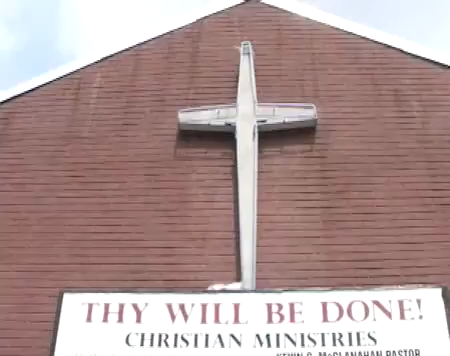 THY WILL BE DONE!
CHRISTIAN MINISTRIES
KEVIN C. McCLANAHAN PASTOR